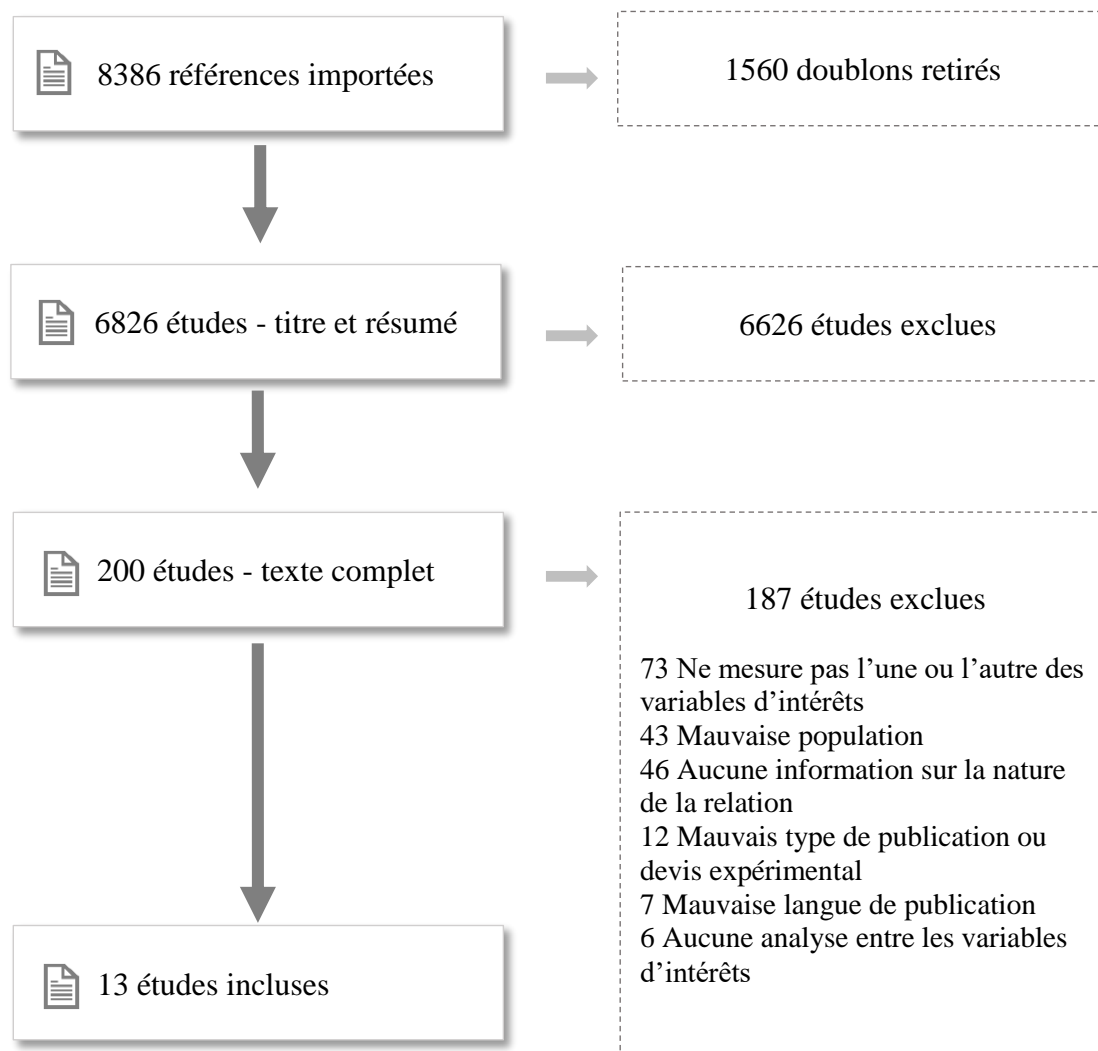 8386 références importées
1560 doublons retirés
6826 études - titre et résumé
6626 études exclues
200 études - texte complet
187 études exclues
73 Ne mesure pas l’une ou l’autre des
variables d’intérêts
43 Mauvaise population
46 Aucune information sur la nature
de la relation
12 Mauvais type de publication ou
devis expérimental
7 Mauvaise langue de publication
6 Aucune analyse entre les variables
d’intérêts
13 études incluses